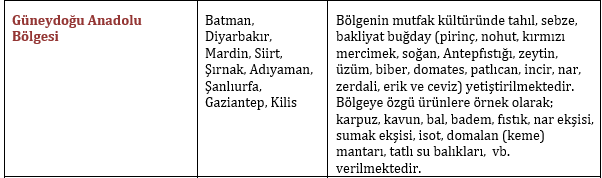 Güneydoğu Anadolu
Bölgesi
Batman,
Diyarbakır,
Mardin, Siirt,
Şırnak, Adıyaman,
Şanlıurfa,
Gaziantep, Kilis
Bölgenin mutfak kültüründe tahıl, sebze,
bakliyat buğday (pirinç, nohut, kırmızı
mercimek, soğan, Antepfıstığı, zeytin,
üzüm, biber, domates, patlıcan, incir, nar,
zerdali, erik ve ceviz) yetiştirilmektedir.
Bölgeye özgü ürünlere örnek olarak;
karpuz, kavun, bal, badem, fıstık, nar ekşisi,
sumak ekşisi, isot, domalan (keme)
mantarı, tatlı su balıkları, vb.
verilmektedir.